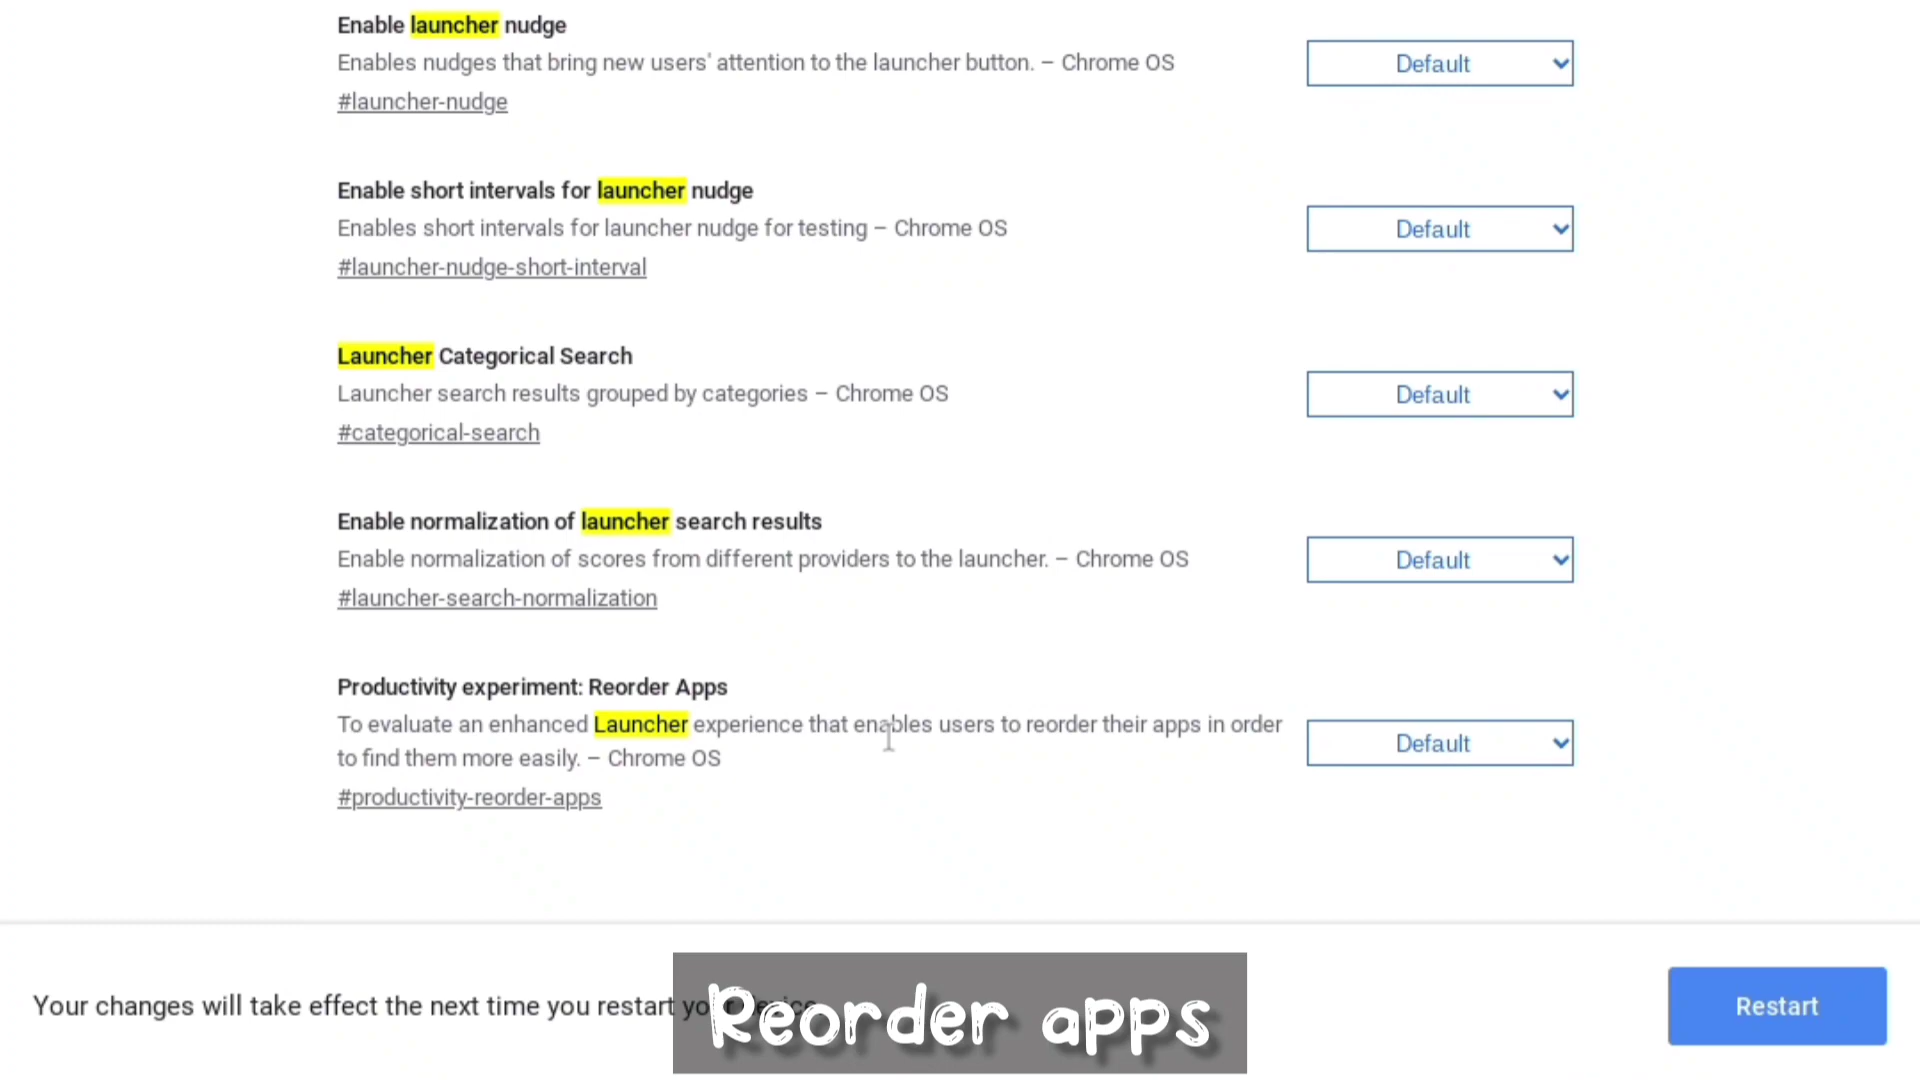 Enable launcher nudge
Enables nudges that bring new users' attention to the launcher button. – Chrome OS
Default
#launcher-nudge
Enable short intervals for launcher nudge
Enables short intervals for launcher nudge for testing – Chrome OS
Default
#launcher-nudge-short-interval
Launcher Categorical Search
Launcher search results grouped by categories – Chrome OS
Default
#categorical-search
Enable normalization of launcher search results
Enable normalization of scores from different providers to the launcher. – Chrome OS
Default
#launcher-search-normalization
Productivity experiment: Reorder Apps
To evaluate an enhanced Launcher experience that enables users to reorder their apps in order
to find them more easily. – Chrome OS
Default
#productivity-reorder-apps
Your changes will take effect the next time you restart
Reorder apps
Restart